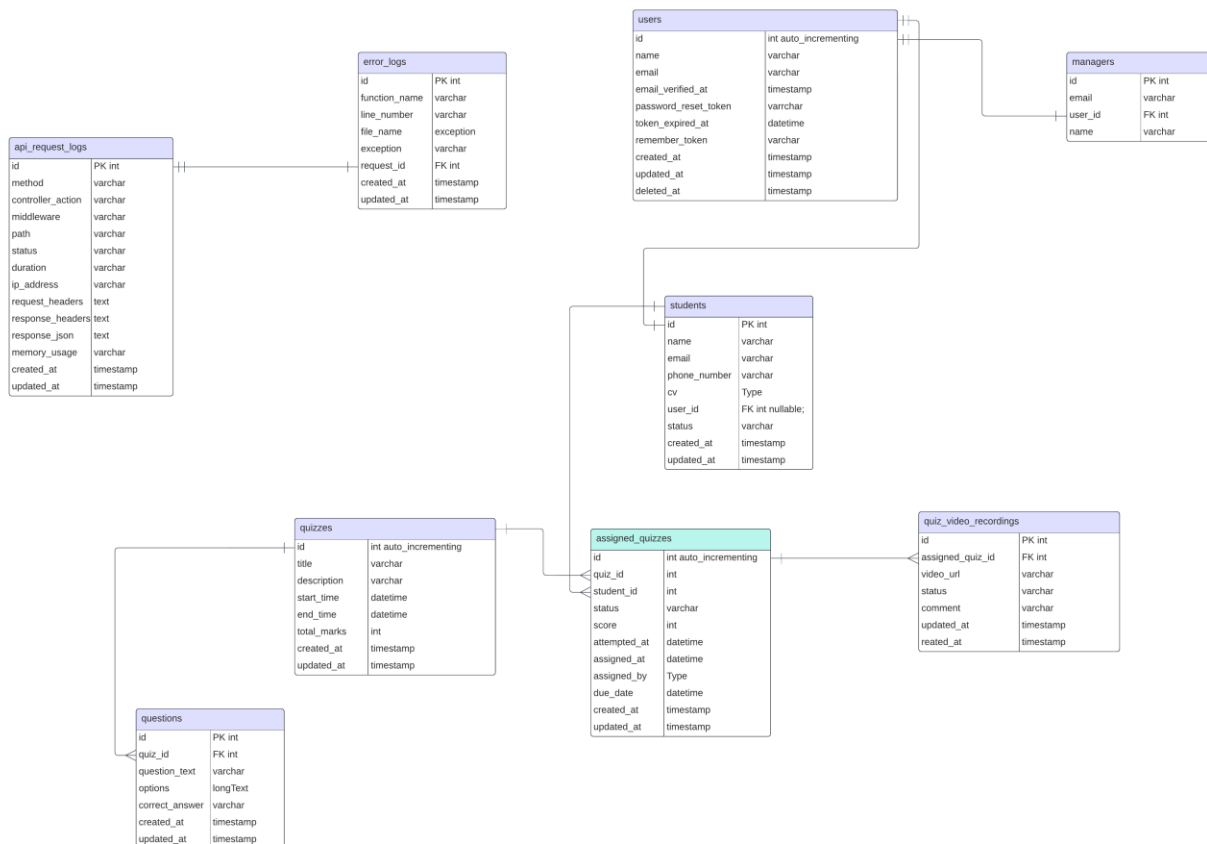 users
id int auto_incrementing
name varchar
email varchar
email_verified_at timestamp
password_reset_token varrchar
token_expired_at datetime
remember_token varchar
created_at timestamp
updated_at timestamp
deleted_at timestamp
error_logs
id PK int
function_name varchar
line_number varchar
file_name exception
exception varchar
request_id FK int
created_at timestamp
updated_at timestamp
managers
id PK int
email varchar
user_id FK int
name varchar
api_request_logs
id PK int
method varchar
controller_action varchar
middleware varchar
path varchar
status varchar
duration varchar
ip_address varchar
request_headers text
response_headers text
response_json text
memory_usage varchar
created_at timestamp
updated_at timestamp
students
id PK int
name varchar
email varchar
phone_number varchar
cv Type
user_id FK int nullable;
status varchar
created_at timestamp
updated_at timestamp
quizzes
id int auto_incrementing
title varchar
description varchar
start_time datetime
end_time datetime
total_marks int
created_at timestamp
updated_at timestamp
assigned_quizzes
id int auto_incrementing
quiz_id int
student_id int
status varchar
score int
attempted_at datetime
assigned_at datetime
assigned_by Type
due_date datetime
created_at timestamp
updated_at timestamp
quiz_video_recordings
id PK int
assigned_quiz_id FK int
video_url varchar
status varchar
comment varchar
updated_at timestamp
reated_at timestamp
questions
id PK int
quiz_id FK int
question_text varchar
options longText
correct_answer varchar
created_at timestamp
updated_at timestamp